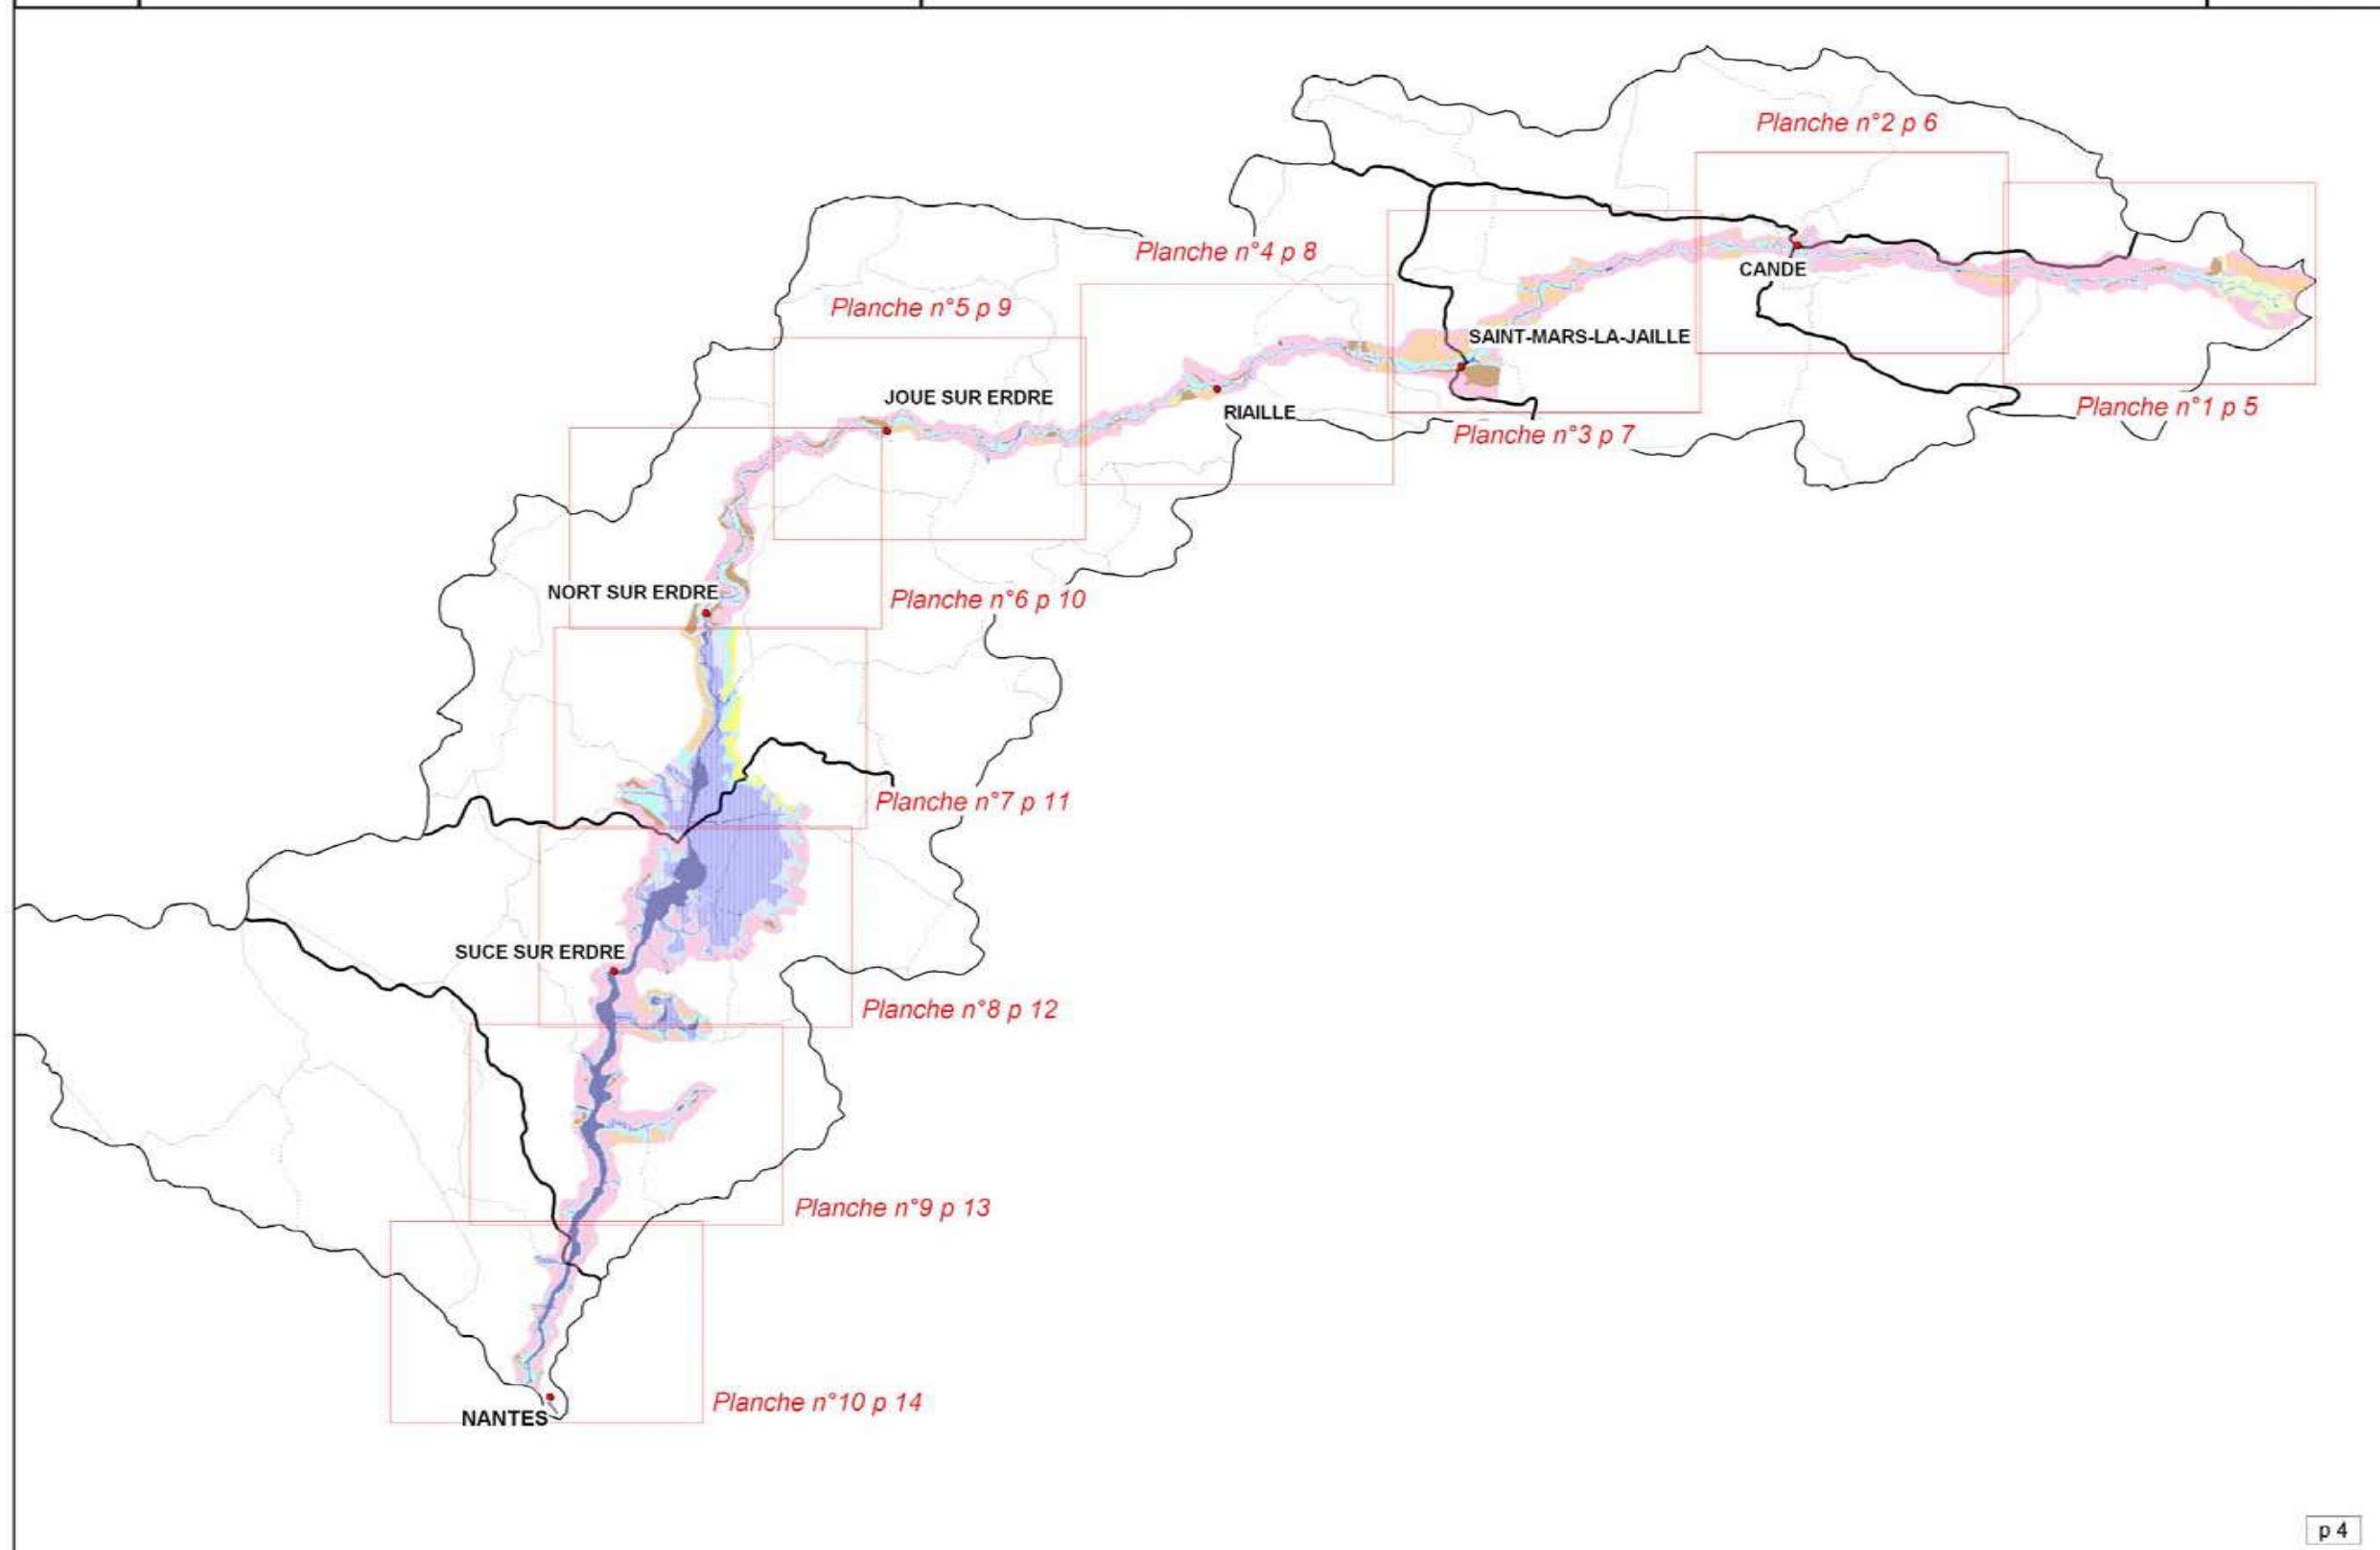 Planche n°2 p 6
Planche n°4 p 8
CANDE
Planche n°5 p 9
SAINT-MARS-LA-JAILLE
JOUE SUR ERDRE
RIAILLE
Planche n°1 p 5
Planche n°3 p 7
NORT SUR ERDRE
Planche n°6 p 10
Planche n°7 p 11
SUCE SUR ERDRE
Planche n°8 p 12
Planche n°9 p 13
Planche n°10 p 14
NANTES
p 4